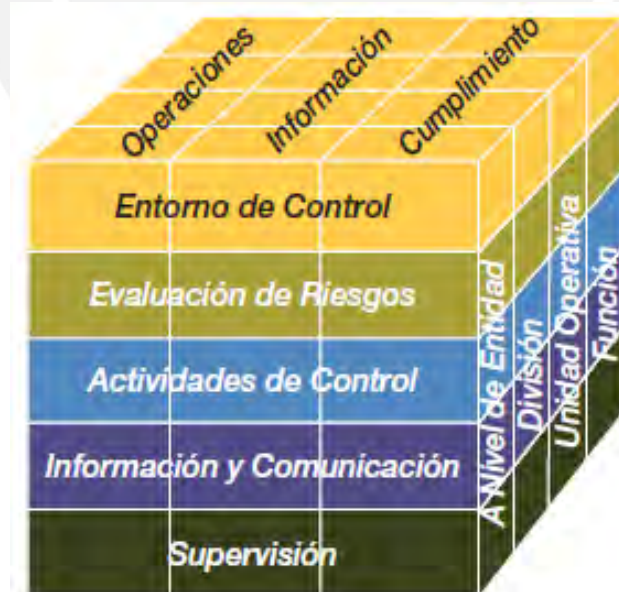 Operaciones
Información
Cumplimiento
Entorno de Control
Evaluación de Riesgos
Actividades de Control
Información y Comunicación
Supervisión
A Nivel de Entidad
División
Unidad Operativa
Función